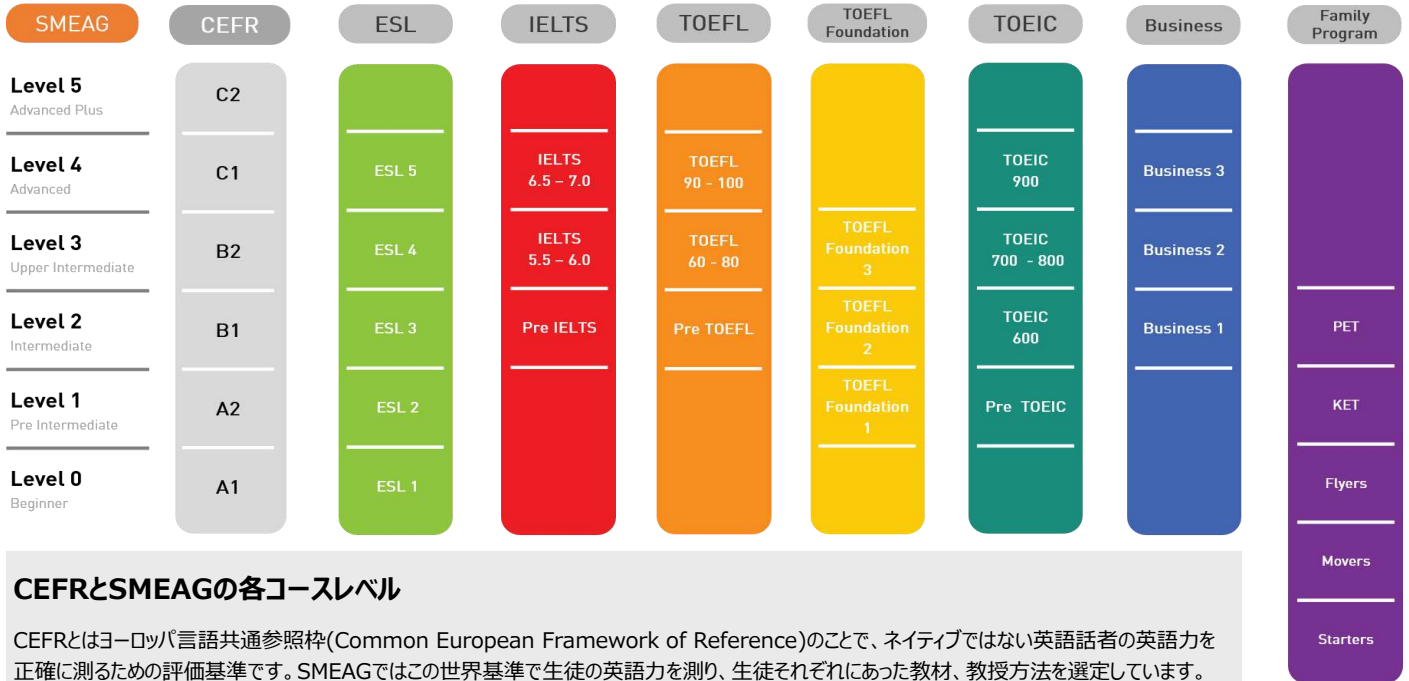 SMEAG CEFR ESL IELTS TOEFL TOEFL Foundation TOEIC Business Family Program
Level 5
Advanced Plus
C2
Level 4
Advanced
C1
ESL 5
IELTS
6.5 – 7.0
TOEFL
90 - 100
TOEIC
900
Business 3
Level 3
Upper Intermediate
B2
ESL 4
IELTS
5.5 – 6.0
TOEFL
60 - 80
TOEFL
Foundation
3
TOEIC
700 - 800
Business 2
Level 2
Intermediate
B1
ESL 3
Pre IELTS
Pre TOEFL
TOEFL
Foundation
2
TOEIC
600
Business 1
PET
Level 1
Pre Intermediate
A2
ESL 2
TOEFL
Foundation
1
Pre TOEIC
KET
Level 0
Beginner
A1
ESL 1
Flyers
Movers
Starters
CEFRとSMEAGの各コースレベル
CEFRとはヨーロッパ言語共通参照枠(Common European Framework of Reference)のことで、ネイティブではない英語話者の英語力を
正確に測るための評価基準です。SMEAGではこの世界基準で生徒の英語力を測り、生徒それぞれにあった教材、教授方法を選定しています。